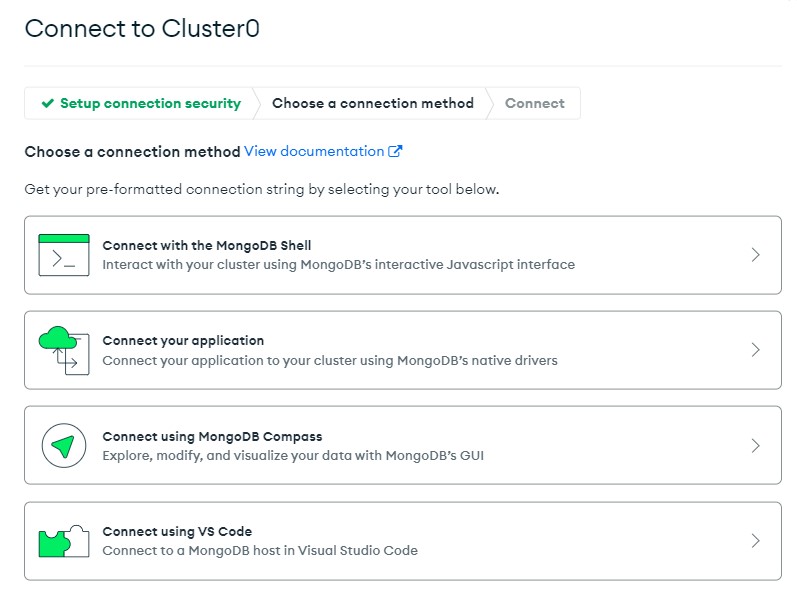 Connect to Cluster0
Setup connection security
Choose a connection method
Connect
Choose a connection method View documentation
Get your pre-formatted connection string by selecting your tool below.
Connect with the MongoDB Shell
Interact with your cluster using MongoDB's interactive Javascript interface
Connect your application
Connect your application to your cluster using MongoDB's native drivers
Connect using MongoDB Compass
Explore, modify, and visualize your data with MongoDB's GUI
Connect using VS Code
Connect to a MongoDB host in Visual Studio Code